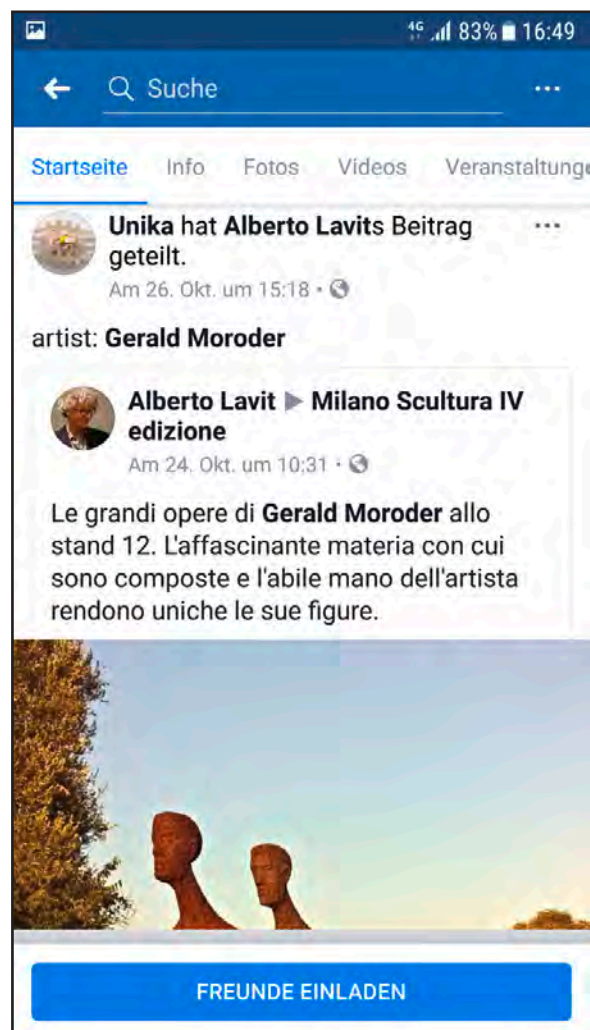 4G 83% 16:49
Suche
Startseite Info Fotos Videos Veranstaltunge
Unika hat Alberto Lavits Beitrag
geteilt.
Am 26. Okt. um 15:18 •
artist: Gerald Moroder
Alberto Lavit ▶ Milano Scultura IV
edizione
Am 24. Okt. um 10:31 •
Le grandi opere di Gerald Moroder allo
stand 12. L'affascinante materia con cui
sono composte e l'abile mano dell'artista
rendono uniche le sue figure.
FREUNDE EINLADEN